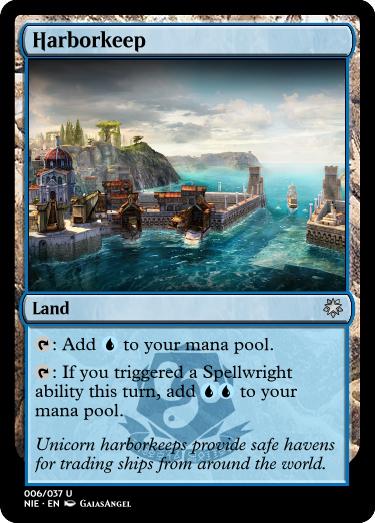 Harborkeep
Land
: Add to your mana pool.
: If you triggered a Spellwright
ability this turn, add to your
mana pool.
Unicorn harborkeeps provide safe havens
for trading ships from around the world.
006/037 U
NIE · EN GaiasAngel